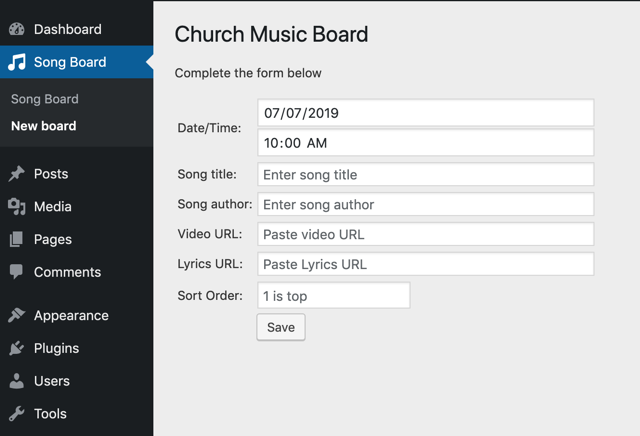 Dashboard
Song Board
Song Board
New board
Posts
Media
Pages
Comments
Appearance
Plugins
Users
Tools
Church Music Board
Complete the form below
Date/Time: 07/07/2019
10:00 AM
Song title: Enter song title
Song author: Enter song author
Video URL: Paste video URL
Lyrics URL: Paste Lyrics URL
Sort Order: 1 is top
Save